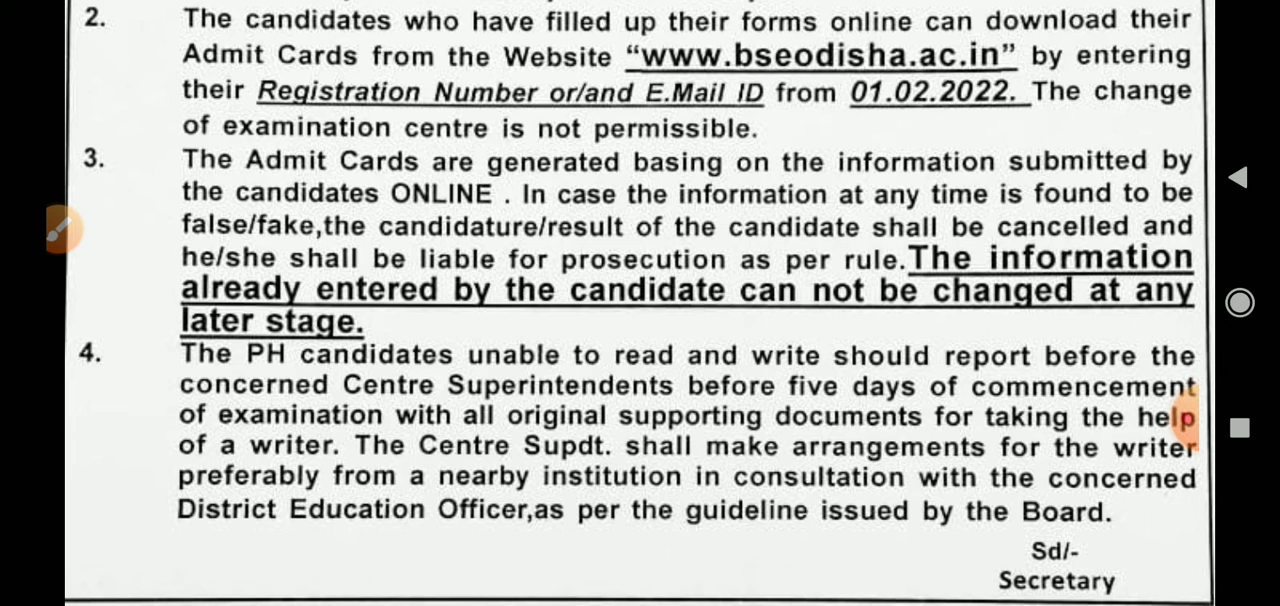 2. The candidates who have filled up their forms online can download their
Admit Cards from the Website “www.bseodisha.ac.in” by entering
their Registration Number or/and E.Mail ID from 01.02.2022. The change
of examination centre is not permissible.
3. The Admit Cards are generated basing on the information submitted by
the candidates ONLINE . In case the information at any time is found to be
false/fake,the candidature/result of the candidate shall be cancelled and
he/she shall be liable for prosecution as per rule.The information
already entered by the candidate can not be changed at any
later stage.
4. The PH candidates unable to read and write should report before the
concerned Centre Superintendents before five days of commencement
of examination with all original supporting documents for taking the help
of a writer. The Centre Supdt. shall make arrangements for the writer
preferably from a nearby institution in consultation with the concerned
District Education Officer,as per the guideline issued by the Board.
Sd/-
Secretary